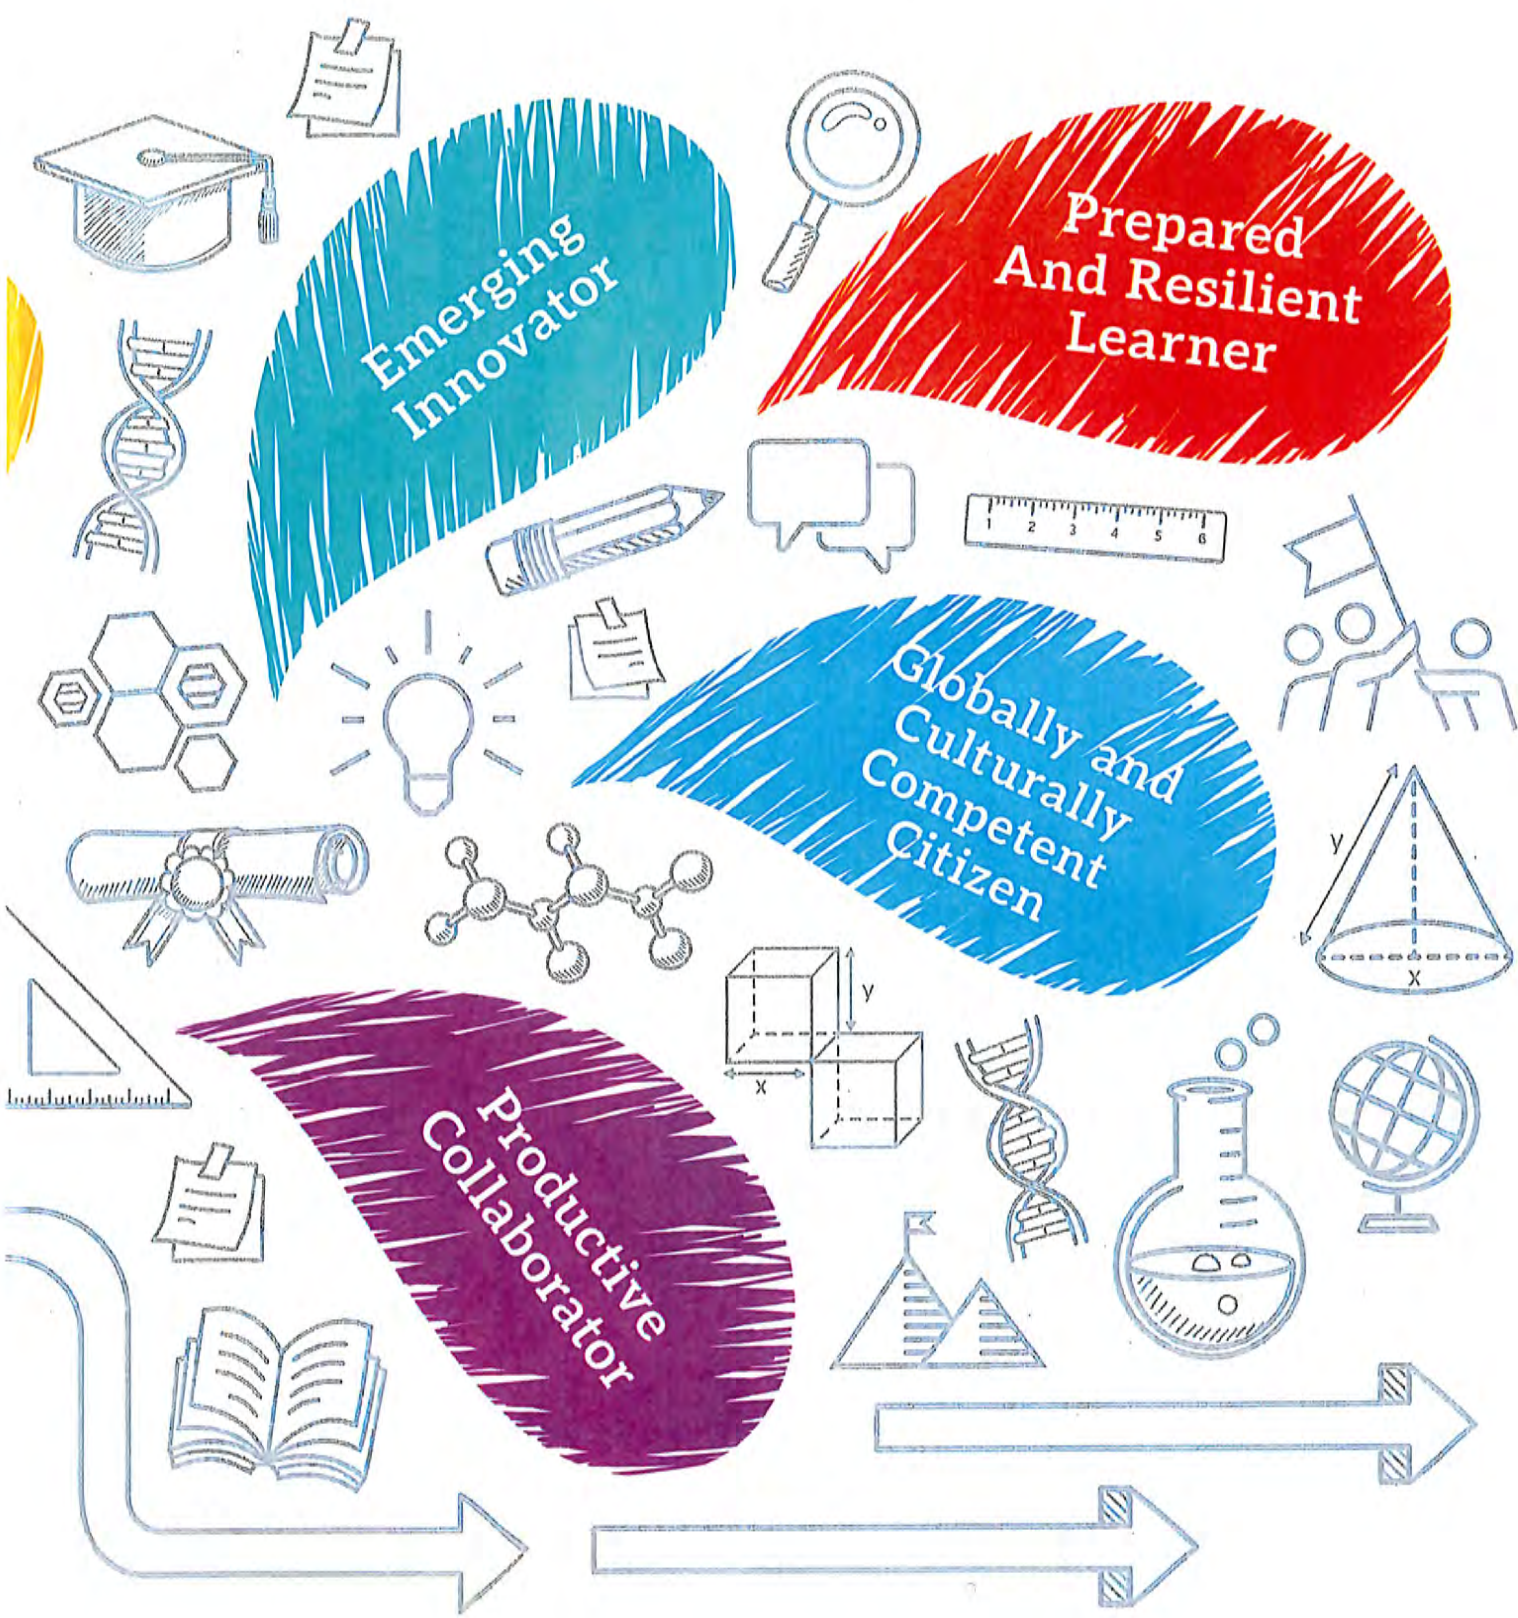 Emerging
Innovator
Prepared
And Resilient
Learner
1 2 3 4 5 6
Globally and
Culturally
Competent
Citizen
y
x
y
x
Productive
Collaborator